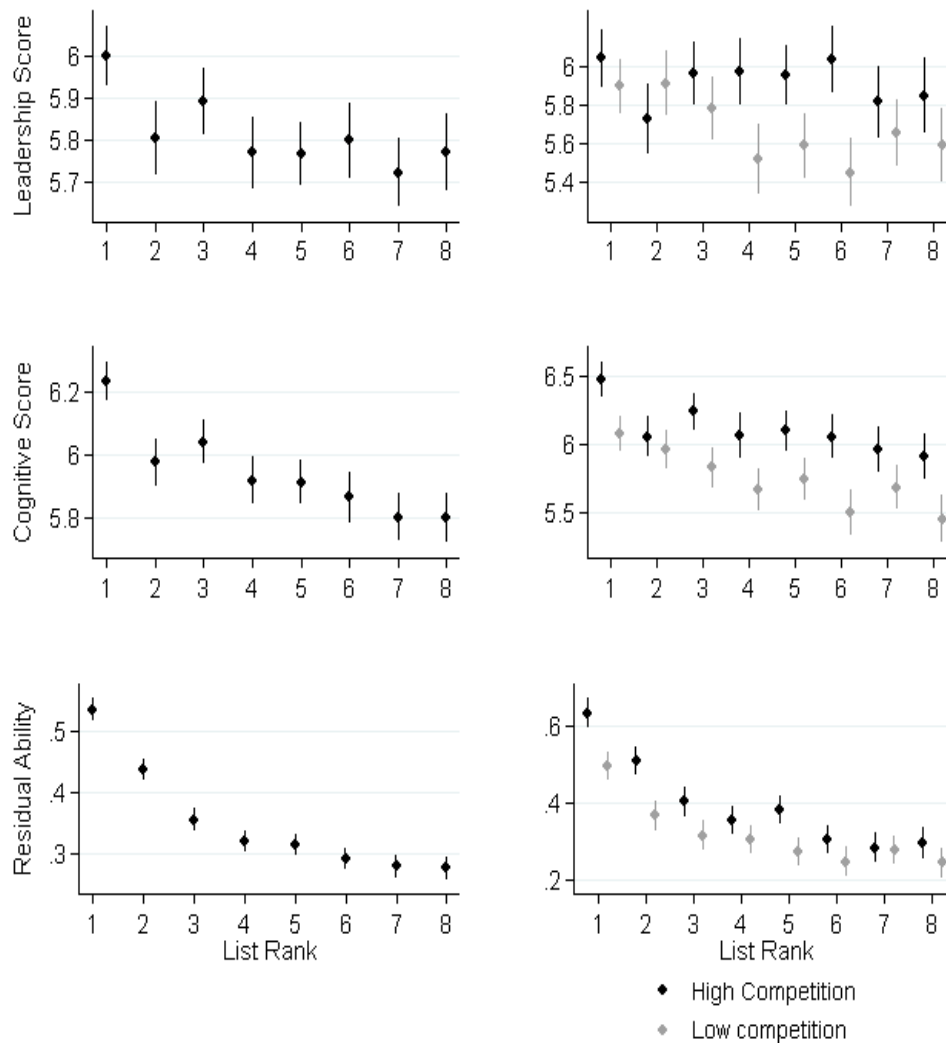 Leadership Score
6
5.9
5.8
5.7
1 2 3 4 5 6 7 8
6
5.8
5.6
5.4
1 2 3 4 5 6 7 8
Cognitive Score
6.2
6
5.8
1 2 3 4 5 6 7 8
6.5
6
5.5
1 2 3 4 5 6 7 8
Residual Ability
.5
.4
.3
1 2 3 4 5 6 7 8
List Rank
.6
.4
.2
1 2 3 4 5 6 7 8
List Rank
High Competition
Low competition